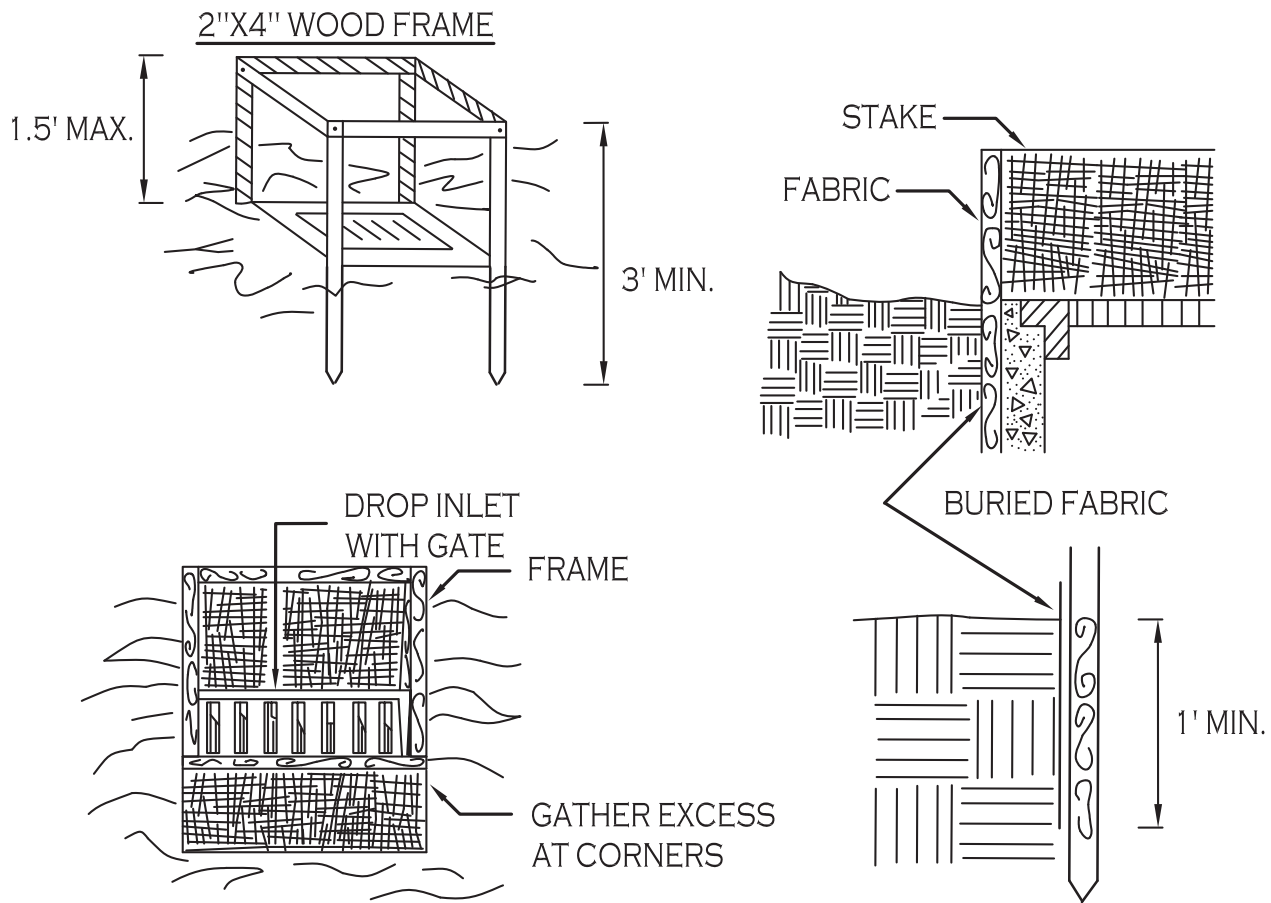 2"X4" WOOD FRAME
1.5' MAX.
3' MIN.
STAKE
FABRIC
BURIED FABRIC
DROP INLET
WITH GATE
FRAME
1' MIN.
GATHER EXCESS
AT CORNERS